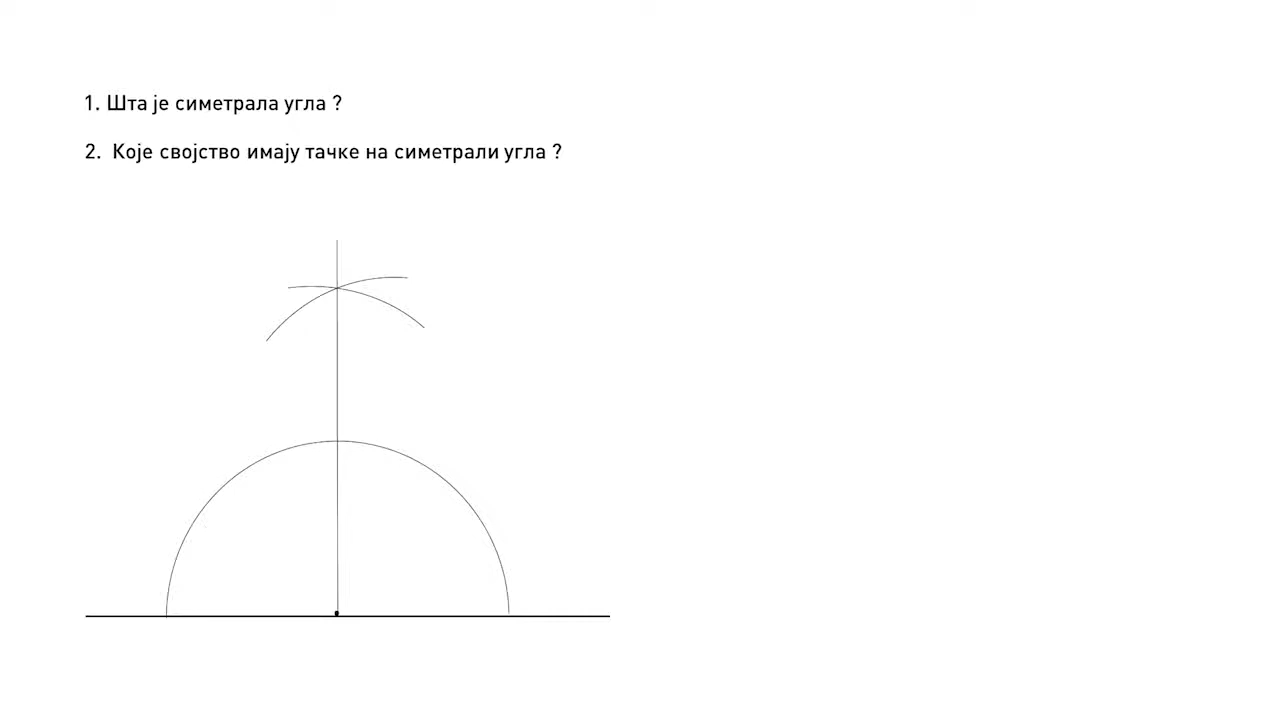 1. Шта је симетрала угла ?
2. Које својство имају тачке на симетрали угла ?